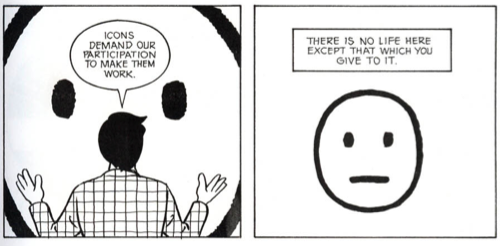 ICONS
DEMAND OUR
PARTICIPATION
TO MAKE THEM
WORK.
THERE IS NO LIFE HERE
EXCEPT THAT WHICH YOU
GIVE TO IT.